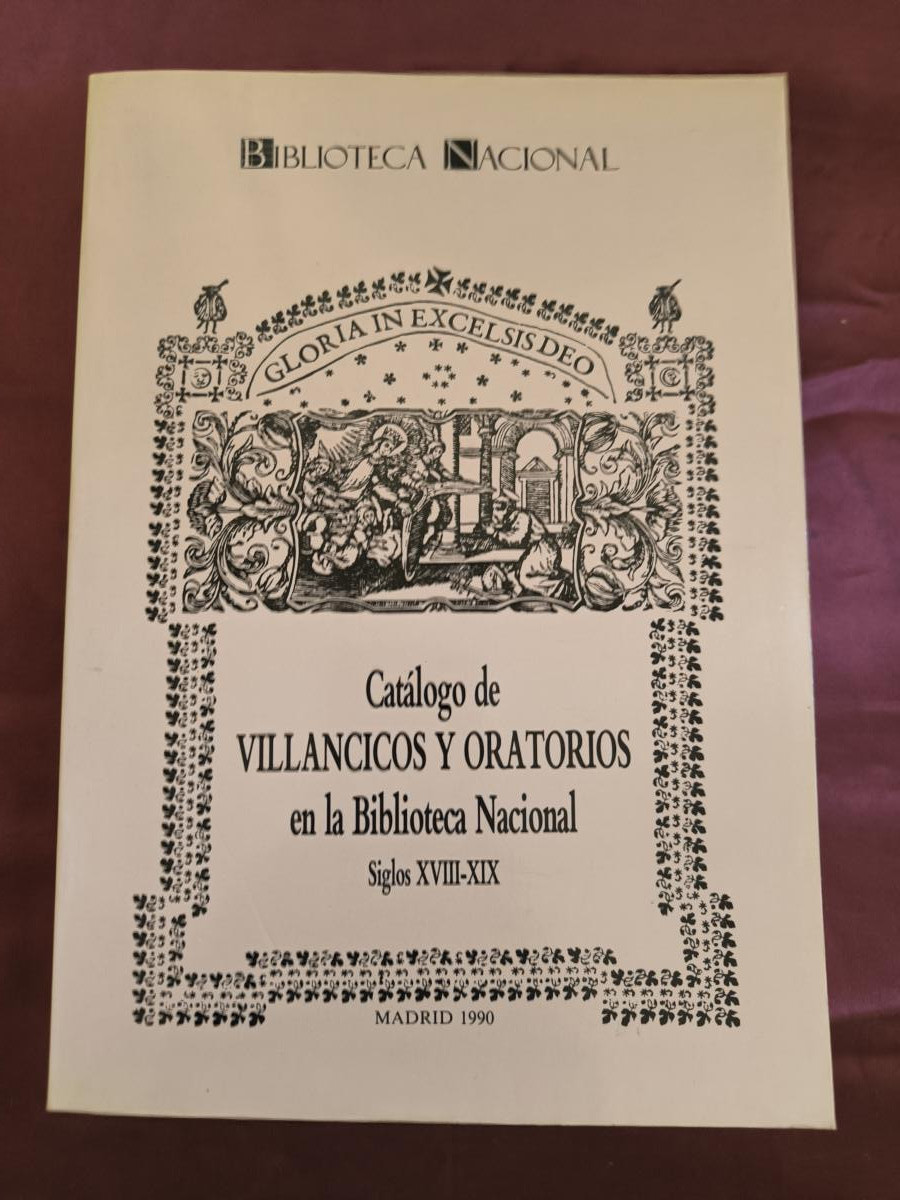 BIBLIOTECA NACIONAL
GLORIA IN EXCELSIS DEO
Catálogo de
VILLANCICOS Y ORATORIOS
en la Biblioteca Nacional
Siglos XVIII-XIX
MADRID 1990